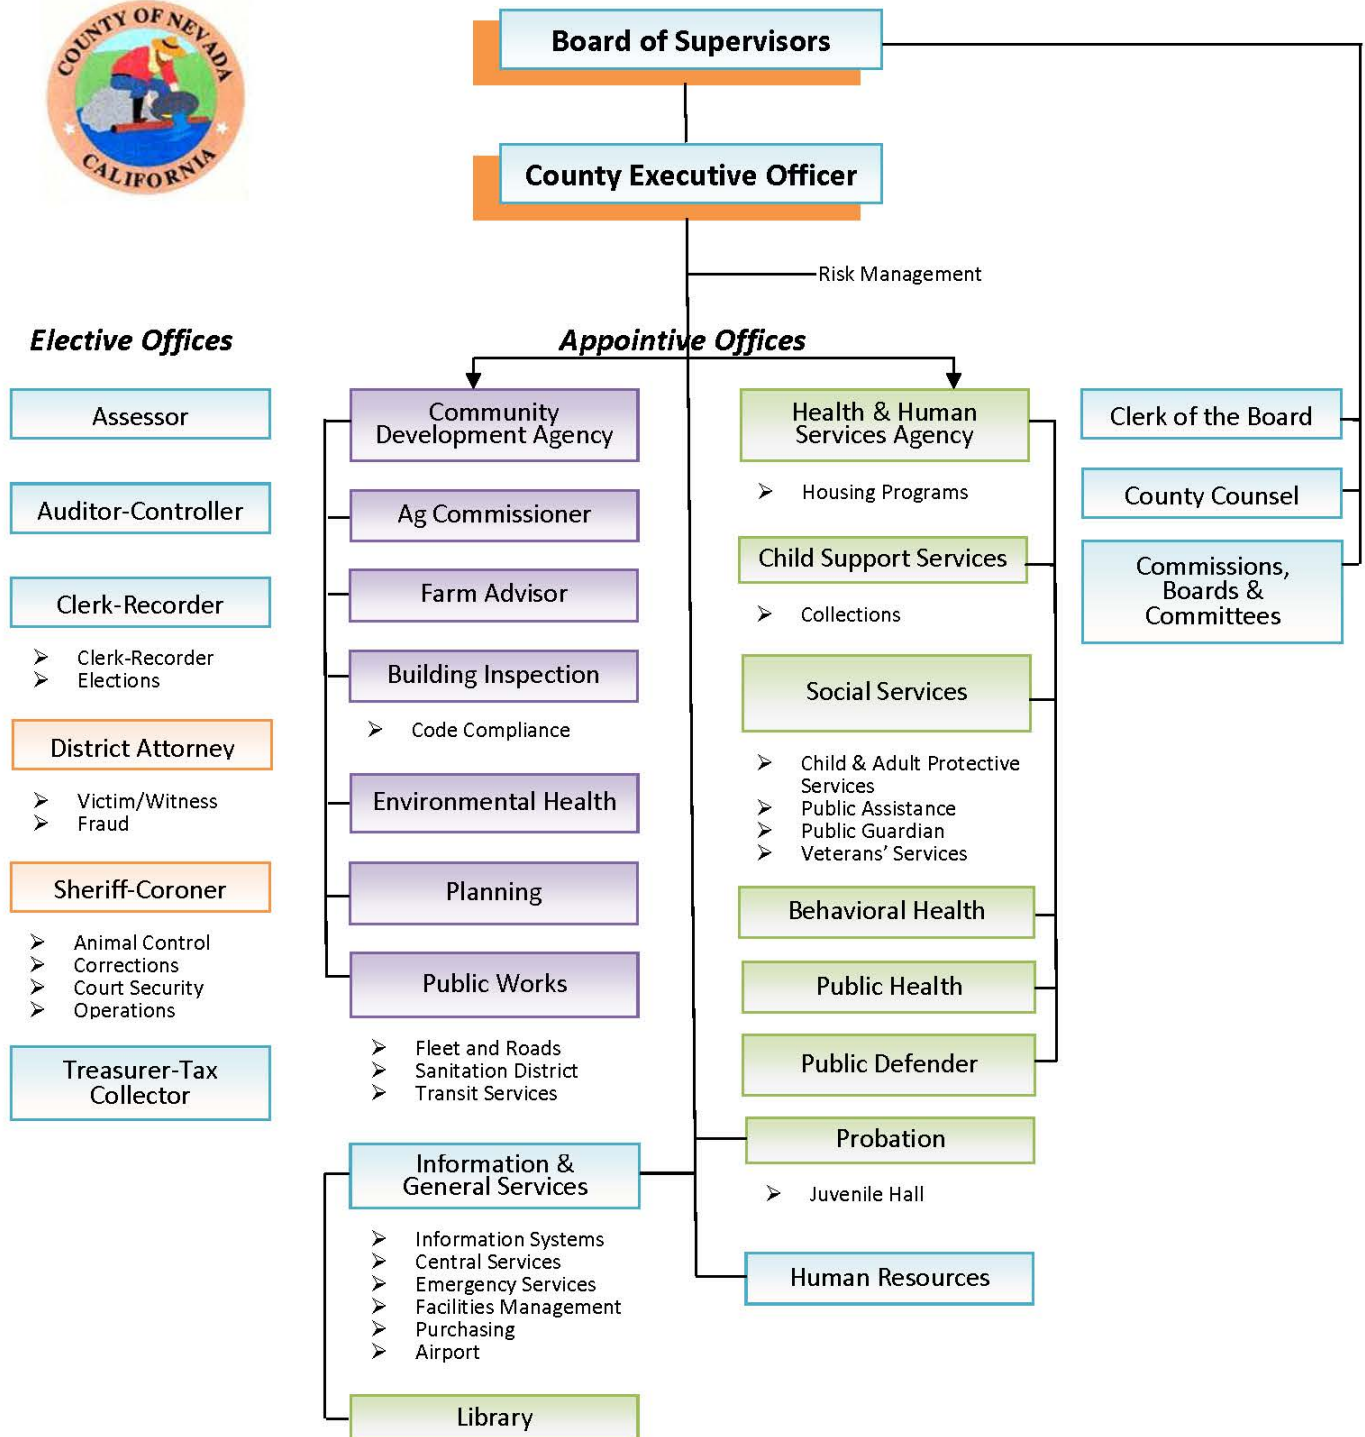 COUNTY OF NEVADA
CALIFORNIA
Board of Supervisors
County Executive Officer
Risk Management
Elective Offices
Appointive Offices
Assessor
Auditor-Controller
Clerk-Recorder
➢ Clerk-Recorder
➢ Elections
District Attorney
➢ Victim/Witness
➢ Fraud
Sheriff-Coroner
➢ Animal Control
➢ Corrections
➢ Court Security
➢ Operations
Treasurer-Tax
Collector
Community
Development Agency
Ag Commissioner
Farm Advisor
Building Inspection
➢ Code Compliance
Environmental Health
Planning
Public Works
➢ Fleet and Roads
➢ Sanitation District
➢ Transit Services
Information &
General Services
➢ Information Systems
➢ Central Services
➢ Emergency Services
➢ Facilities Management
➢ Purchasing
➢ Airport
Library
Health & Human
Services Agency
➢ Housing Programs
Child Support Services
➢ Collections
Social Services
➢ Child & Adult Protective
Services
➢ Public Assistance
➢ Public Guardian
➢ Veterans’ Services
Behavioral Health
Public Health
Public Defender
Probation
➢ Juvenile Hall
Human Resources
Clerk of the Board
County Counsel
Commissions,
Boards &
Committees